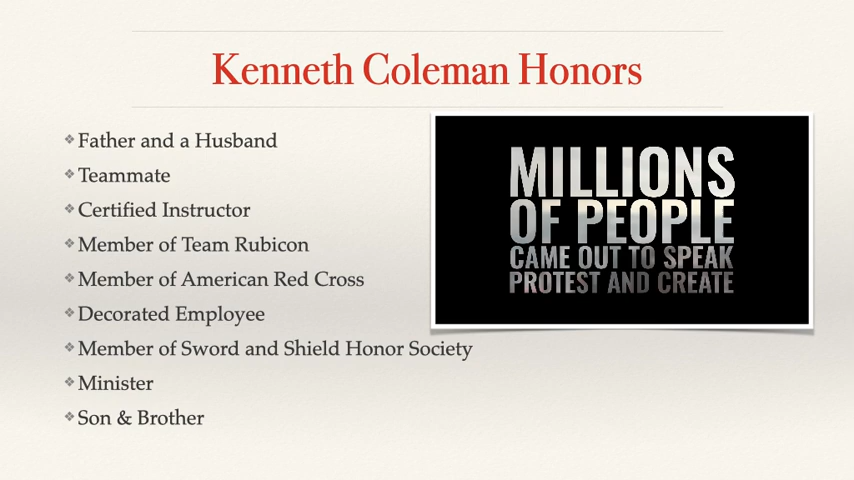 Kenneth Coleman Honors
Father and a Husband
Teammate
Certified Instructor
Member of Team Rubicon
Member of American Red Cross
Decorated Employee
Member of Sword and Shield Honor Society
Minister
Son & Brother
MILLIONS
OF PEOPLE
CAME OUT TO SPEAK
PROTEST AND CREATE